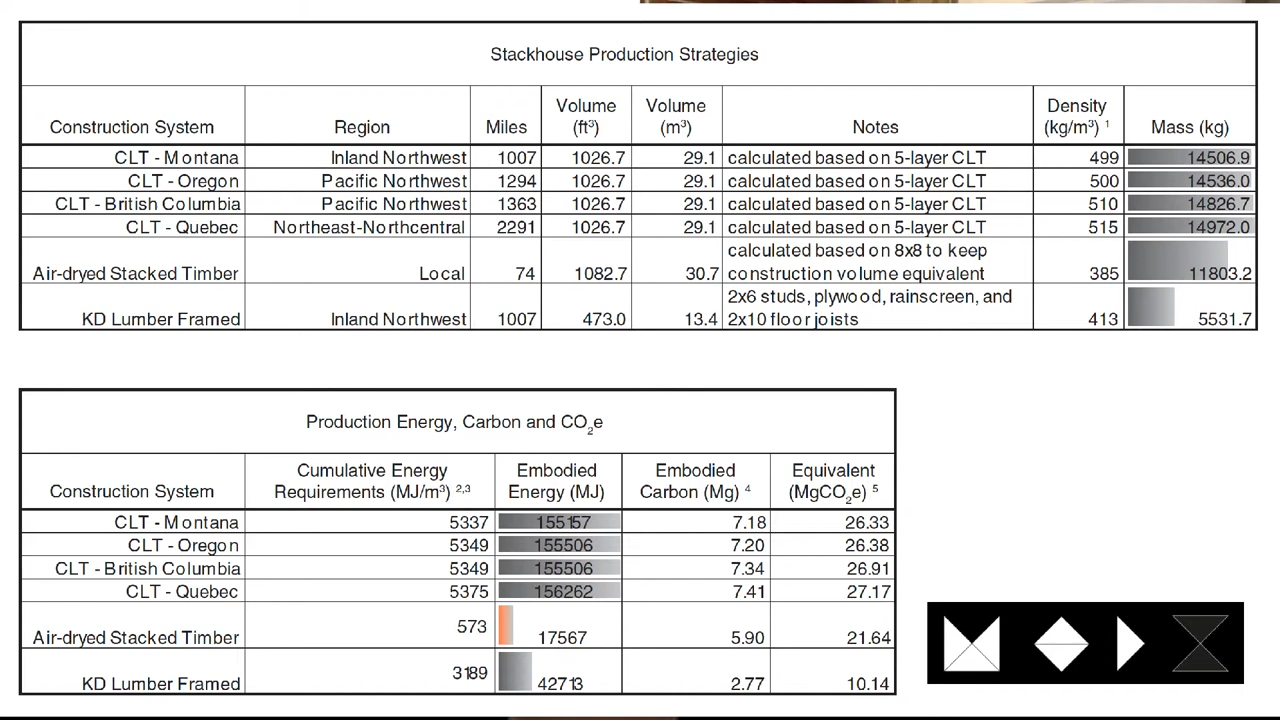 Stackhouse Production Strategies
Construction System Region Miles Volume (ft³) Volume (m³) Notes Density (kg/m³) ¹ Mass (kg)
CLT - Montana Inland Northwest 1007 1026.7 29.1 calculated based on 5-layer CLT 499 14506.9
CLT - Oregon Pacific Northwest 1294 1026.7 29.1 calculated based on 5-layer CLT 500 14536.0
CLT - British Columbia Pacific Northwest 1363 1026.7 29.1 calculated based on 5-layer CLT 510 14826.7
CLT - Quebec Northeast-Northcentral 2291 1026.7 29.1 calculated based on 5-layer CLT 515 14972.0
Air-dryed Stacked Timber Local 74 1082.7 30.7 calculated based on 8x8 to keep construction volume equivalent 385 11803.2
KD Lumber Framed Inland Northwest 1007 473.0 13.4 2x6 studs, plywood, rainscreen, and 2x10 floor joists 413 5531.7
Production Energy, Carbon and CO₂e
Construction System Cumulative Energy Requirements (MJ/m³) ²,³ Embodied Energy (MJ) Embodied Carbon (Mg) ⁴ Equivalent (MgCO₂e) ⁵
CLT - Montana 5337 155157 7.18 26.33
CLT - Oregon 5349 155506 7.20 26.38
CLT - British Columbia 5349 155506 7.34 26.91
CLT - Quebec 5375 156262 7.41 27.17
Air-dryed Stacked Timber 573 17567 5.90 21.64
KD Lumber Framed 3189 42713 2.77 10.14